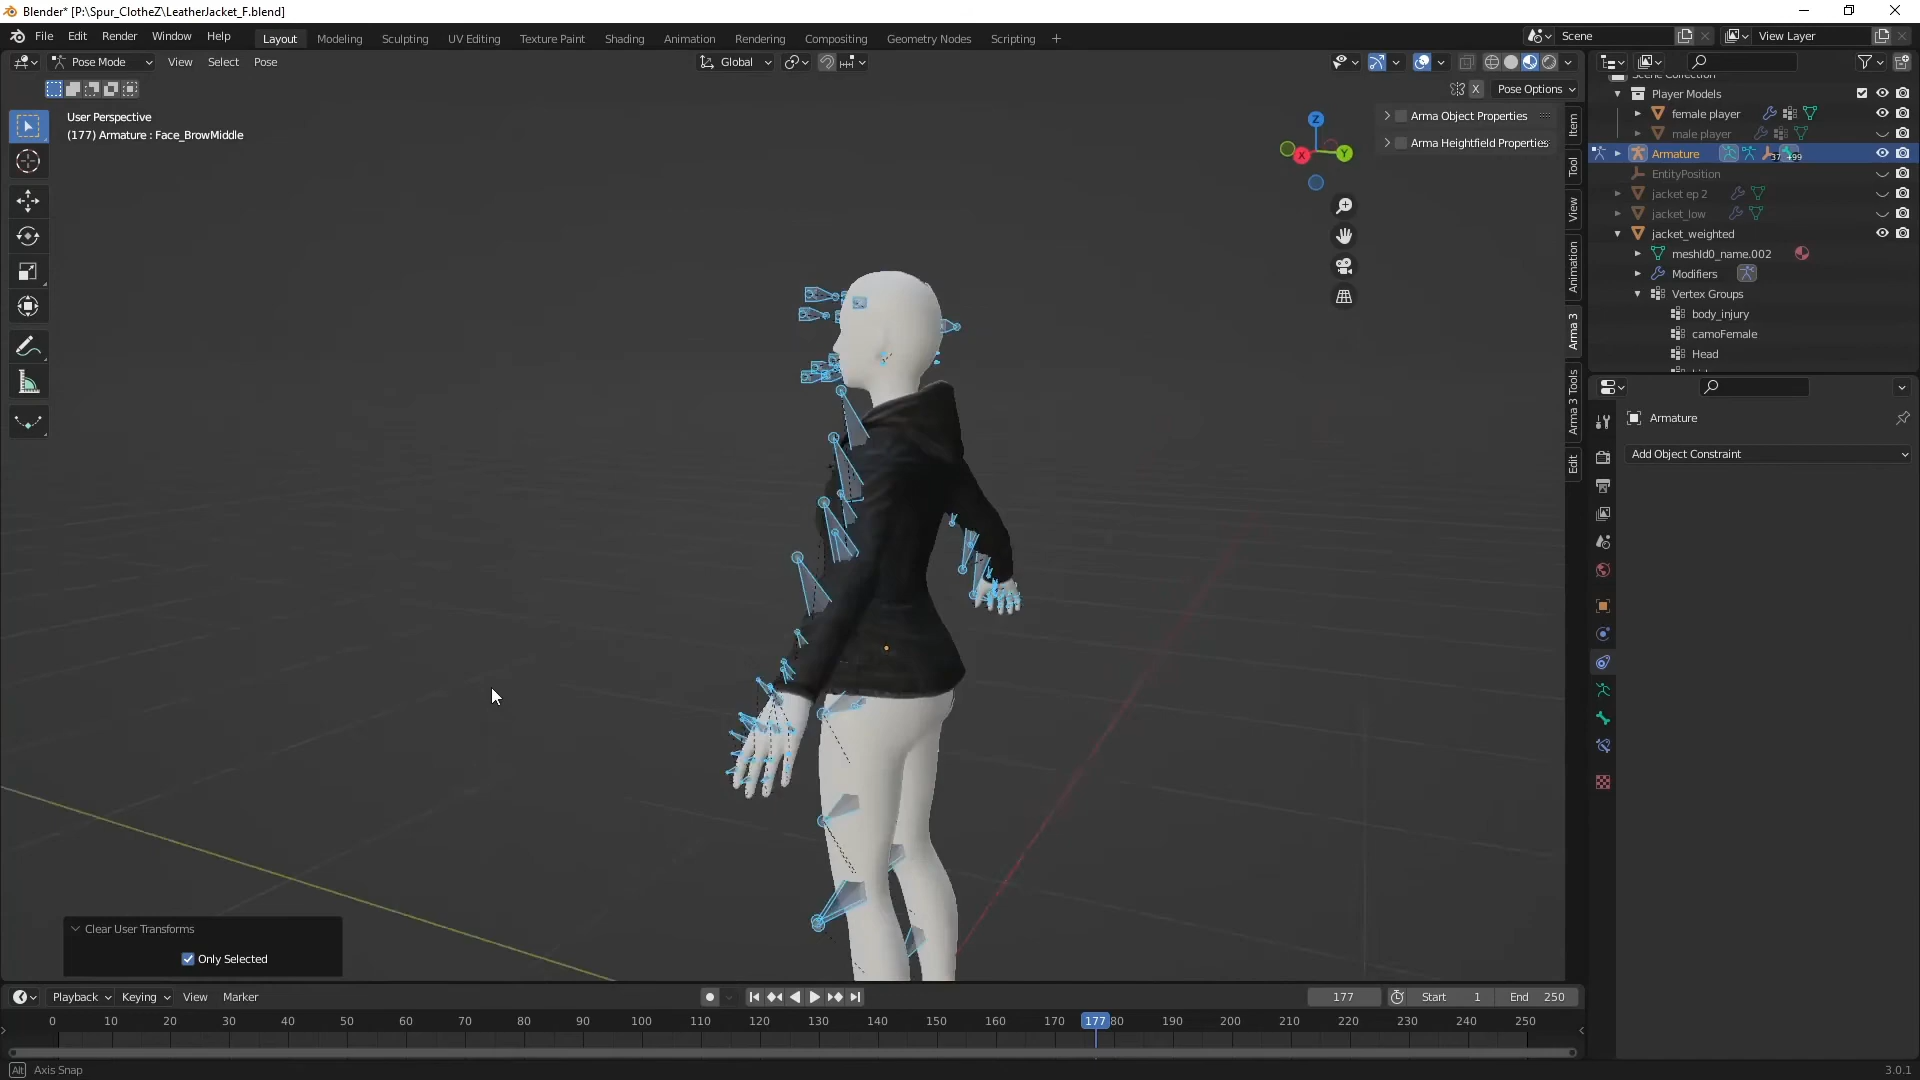 Blender* [P:\Spur_ClotheZ\LeatherJacket_F.blend]
File Edit Render Window Help
Layout Modeling Sculpting UV Editing Texture Paint Shading Animation Rendering Compositing Geometry Nodes Scripting +
Scene
View Layer
Pose Mode View Select Pose
Global
X Pose Options
User Perspective
(177) Armature : Face_BrowMiddle
Arma Object Properties
Arma Heightfield Properties
Z
X
Y
Item
Tool
View
Animation
Arma 3
Arma 3 Tools
Edit
Scene Collection
Player Models
female player
male player
Armature
37
+99
EntityPosition
jacket ep 2
jacket_low
jacket_weighted
meshId0_name.002
Modifiers
Vertex Groups
body_injury
camoFemale
Head
Armature
Add Object Constraint
Clear User Transforms
Only Selected
Playback Keying View Marker
177 Start 1 End 250
0 10 20 30 40 50 60 70 80 90 100 110 120 130 140 150 160 170 177 80 190 200 210 220 230 240 250
Alt Axis Snap
3.0.1